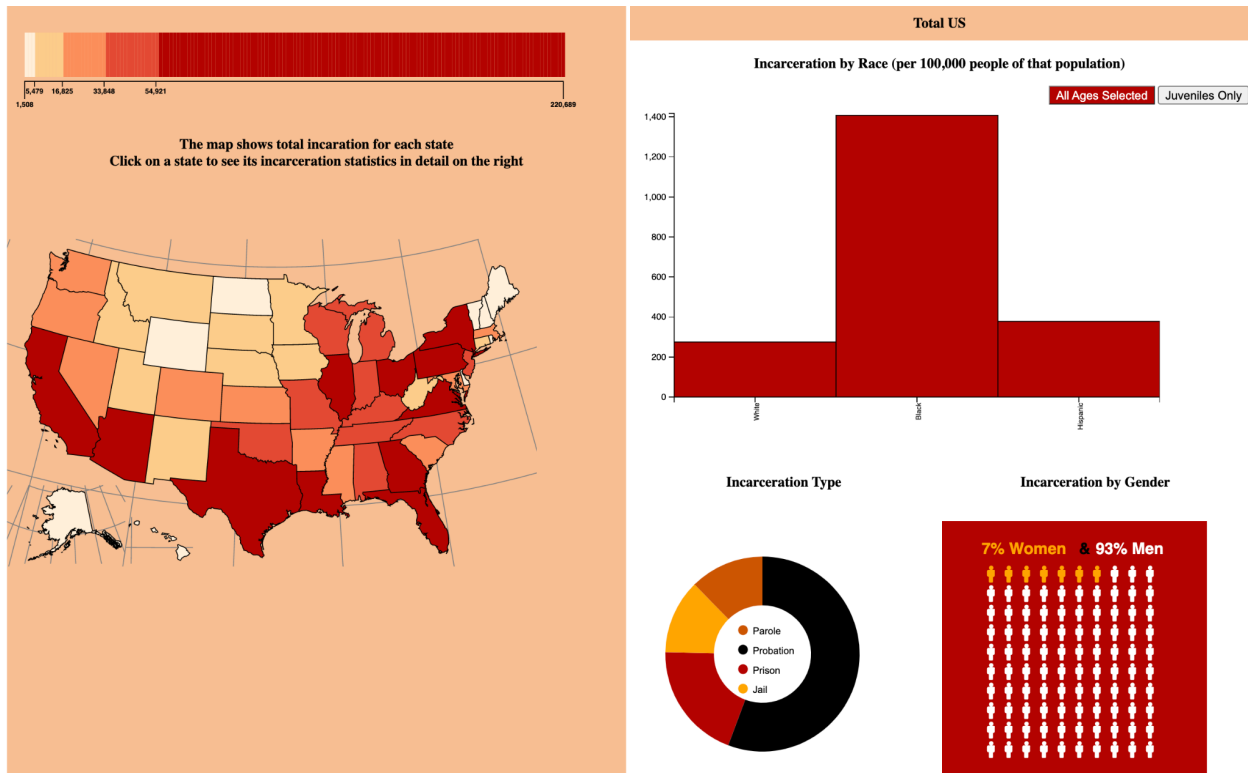 5,479 16,825 33,848 54,921
1,508 220,689
The map shows total incaration for each state
Click on a state to see its incarceration statistics in detail on the right
Total US
Incarceration by Race (per 100,000 people of that population)
All Ages Selected Juveniles Only
1,400
1,200
1,000
800
600
400
200
0
White
Black
Hispanic
Incarceration Type
Parole
Probation
Prison
Jail
Incarceration by Gender
7% Women & 93% Men